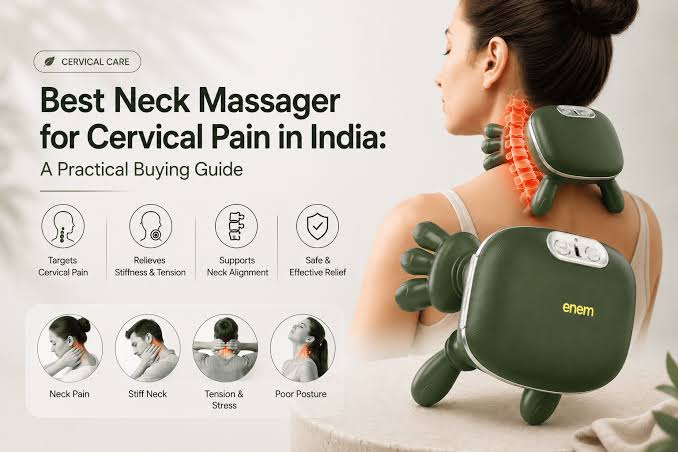 CERVICAL CARE
Best Neck Massager
for Cervical Pain in India:
A Practical Buying Guide
Targets
Cervical Pain
Relieves
Stiffness & Tension
Supports
Neck Alignment
Safe &
Effective Relief
Neck Pain
Stiff Neck
Tension &
Stress
Poor Posture
enem